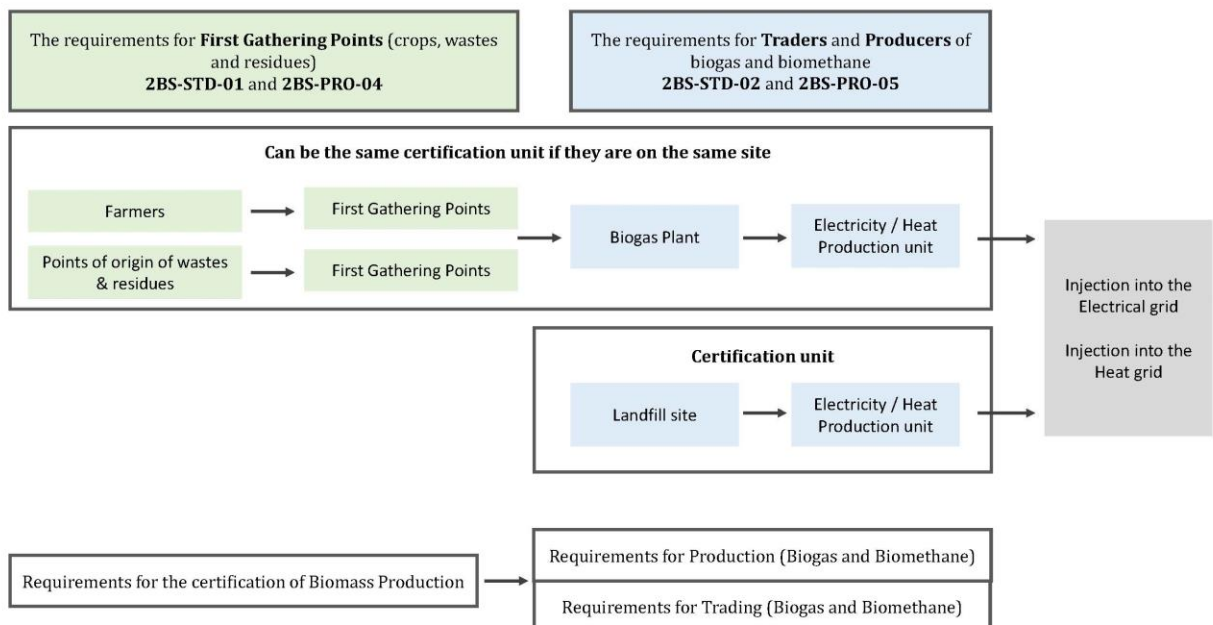 The requirements for First Gathering Points (crops, wastes
and residues)
2BS-STD-01 and 2BS-PRO-04
The requirements for Traders and Producers of
biogas and biomethane
2BS-STD-02 and 2BS-PRO-05
Can be the same certification unit if they are on the same site
Farmers
First Gathering Points
Points of origin of wastes
& residues
First Gathering Points
Biogas Plant
Electricity / Heat
Production unit
Injection into the
Electrical grid
Injection into the
Heat grid
Certification unit
Landfill site
Electricity / Heat
Production unit
Requirements for the certification of Biomass Production
Requirements for Production (Biogas and Biomethane)
Requirements for Trading (Biogas and Biomethane)